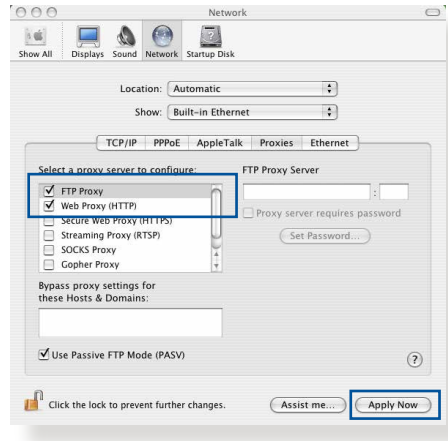 Network
Show All Displays Sound Network Startup Disk
Location: Automatic
Show: Built-in Ethernet
TCP/IP PPPoE AppleTalk Proxies Ethernet
Select a proxy server to configure: FTP Proxy Server
FTP Proxy
:
Web Proxy (HTTP)
Proxy server requires password
Secure Web Proxy (HTTPS)
Streaming Proxy (RTSP) Set Password...
SOCKS Proxy
Gopher Proxy
Bypass proxy settings for
these Hosts & Domains:
Use Passive FTP Mode (PASV)
?
Click the lock to prevent further changes. Assist me... Apply Now